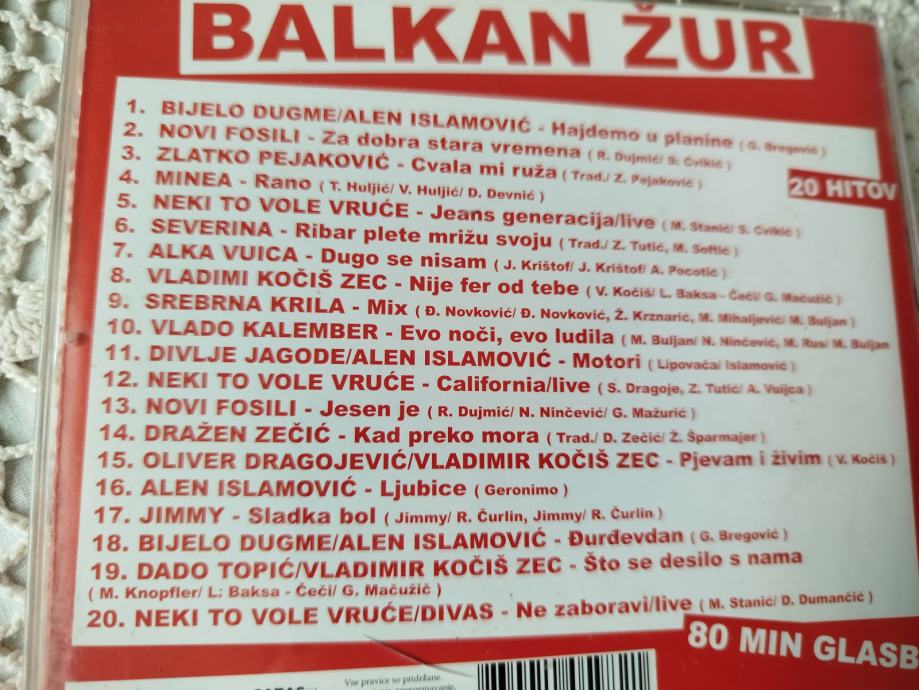 BALKAN ŽUR
1. BIJELO DUGME/ALEN ISLAMOVIĆ - Hajdemo u planine ( G. Bregović )
2. NOVI FOSILI - Za dobra stara vremena ( R. Dujmić/ S. Cvikić )
3. ZLATKO PEJAKOVIĆ - Cvala mi ruža ( Trad./ Z. Pejaković )
4. MINEA - Rano ( T. Huljić/ V. Huljić/ D. Devnić )
20 HITOV
5. NEKI TO VOLE VRUĆE - Jeans generacija/live ( M. Stanić/ S. Cvikić )
6. SEVERINA - Ribar plete mrižu svoju ( Trad./ Z. Tutić, M. Softić )
7. ALKA VUICA - Dugo se nisam ( J. Krištof/ J. Krištof/ A. Pecotić )
8. VLADIMI KOČIŠ ZEC - Nije fer od tebe ( V. Kočiš/ L. Baksa - Čeči/ G. Mačužić )
9. SREBRNA KRILA - Mix ( Đ. Novković/ Đ. Novković, Ž. Krznarić, M. Mihaljević/ M. Buljan )
10. VLADO KALEMBER - Evo noči, evo ludila ( M. Buljan/ N. Ninčević, M. Rus/ M. Buljan
11. DIVLJE JAGODE/ALEN ISLAMOVIĆ - Motori ( Lipovača/ Islamović )
12. NEKI TO VOLE VRUĆE - California/live ( S. Dragoje, Z. Tutić/ A. Vuijca )
13. NOVI FOSILI - Jesen je ( R. Dujmić/ N. Ninčević/ G. Mažurić )
14. DRAŽEN ZEČIĆ - Kad preko mora ( Trad./ D. Zečić/ Ž. Šparmajer )
15. OLIVER DRAGOJEVIĆ/VLADIMIR KOČIŠ ZEC - Pjevam i živim ( V. Kočiš )
16. ALEN ISLAMOVIĆ - Ljubice ( Geronimo )
17. JIMMY - Sladka bol ( Jimmy/ R. Čurlin, Jimmy/ R. Čurlin )
18. BIJELO DUGME/ALEN ISLAMOVIĆ - Đurđevdan ( G. Bregović )
19. DADO TOPIĆ/VLADIMIR KOČIŠ ZEC - Što se desilo s nama
( M. Knopfler/ L: Baksa - Čeči/ G. Mačužič )
20. NEKI TO VOLE VRUĆE/DIVAS - Ne zaboravi/live ( M. Stanić/ D. Dumančić )
80 MIN GLASB
Vse pravice so pridržane.